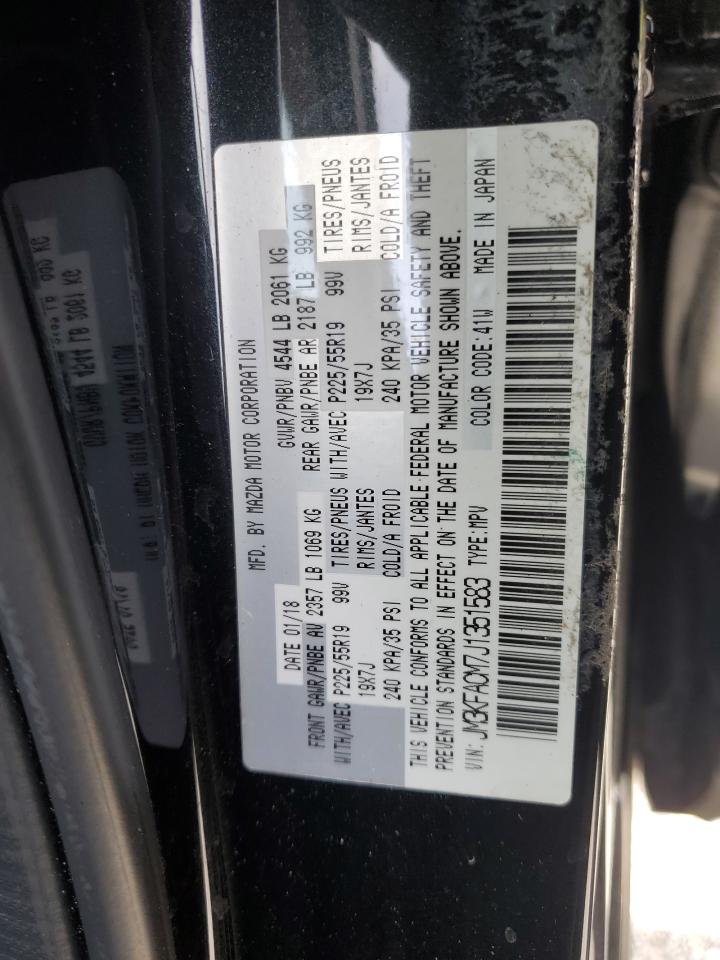 MFD. BY MAZDA MOTOR CORPORATION
DATE 01/18 GVWR/PNBV 4544 LB 2061 KG
FRONT GAWR/PNBE AV 2357 LB 1069 KG REAR GAWR/PNBE AR 2187 LB 992 KG
WITH/AVEC P225/55R19 99V TIRES/PNEUS WITH/AVEC P225/55R19 99V TIRES/PNEUS
19X7J RIMS/JANTES 19X7J RIMS/JANTES
240 KPA/35 PSI COLD/A FROID 240 KPA/35 PSI COLD/A FROID
THIS VEHICLE CONFORMS TO ALL APPLICABLE FEDERAL MOTOR VEHICLE SAFETY AND THEFT
PREVENTION STANDARDS IN EFFECT ON THE DATE OF MANUFACTURE SHOWN ABOVE.
VIN: JM3KFACM7J1351583 TYPE:MPV COLOR CODE:41W MADE IN JAPAN